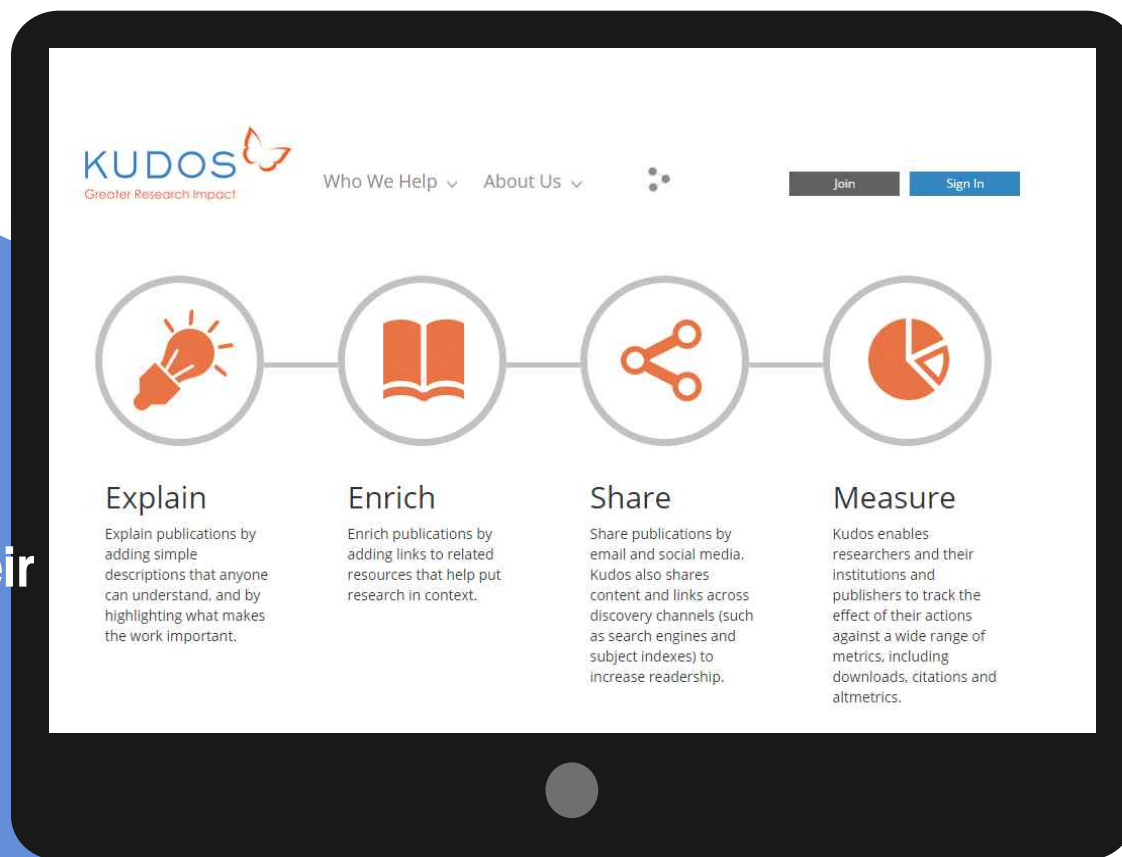 KUDOS
Greater Research Impact
Who We Help
About Us
Join
Sign In
Explain
Explain publications by
adding simple
descriptions that anyone
can understand, and by
highlighting what makes
the work important.
Enrich
Enrich publications by
adding links to related
resources that help put
research in context.
Share
Share publications by
email and social media.
Kudos also shares
content and links across
discovery channels (such
as search engines and
subject indexes) to
increase readership.
Measure
Kudos enables
researchers and their
institutions and
publishers to track the
effect of their actions
against a wide range of
metrics, including
downloads, citations and
altmetrics.